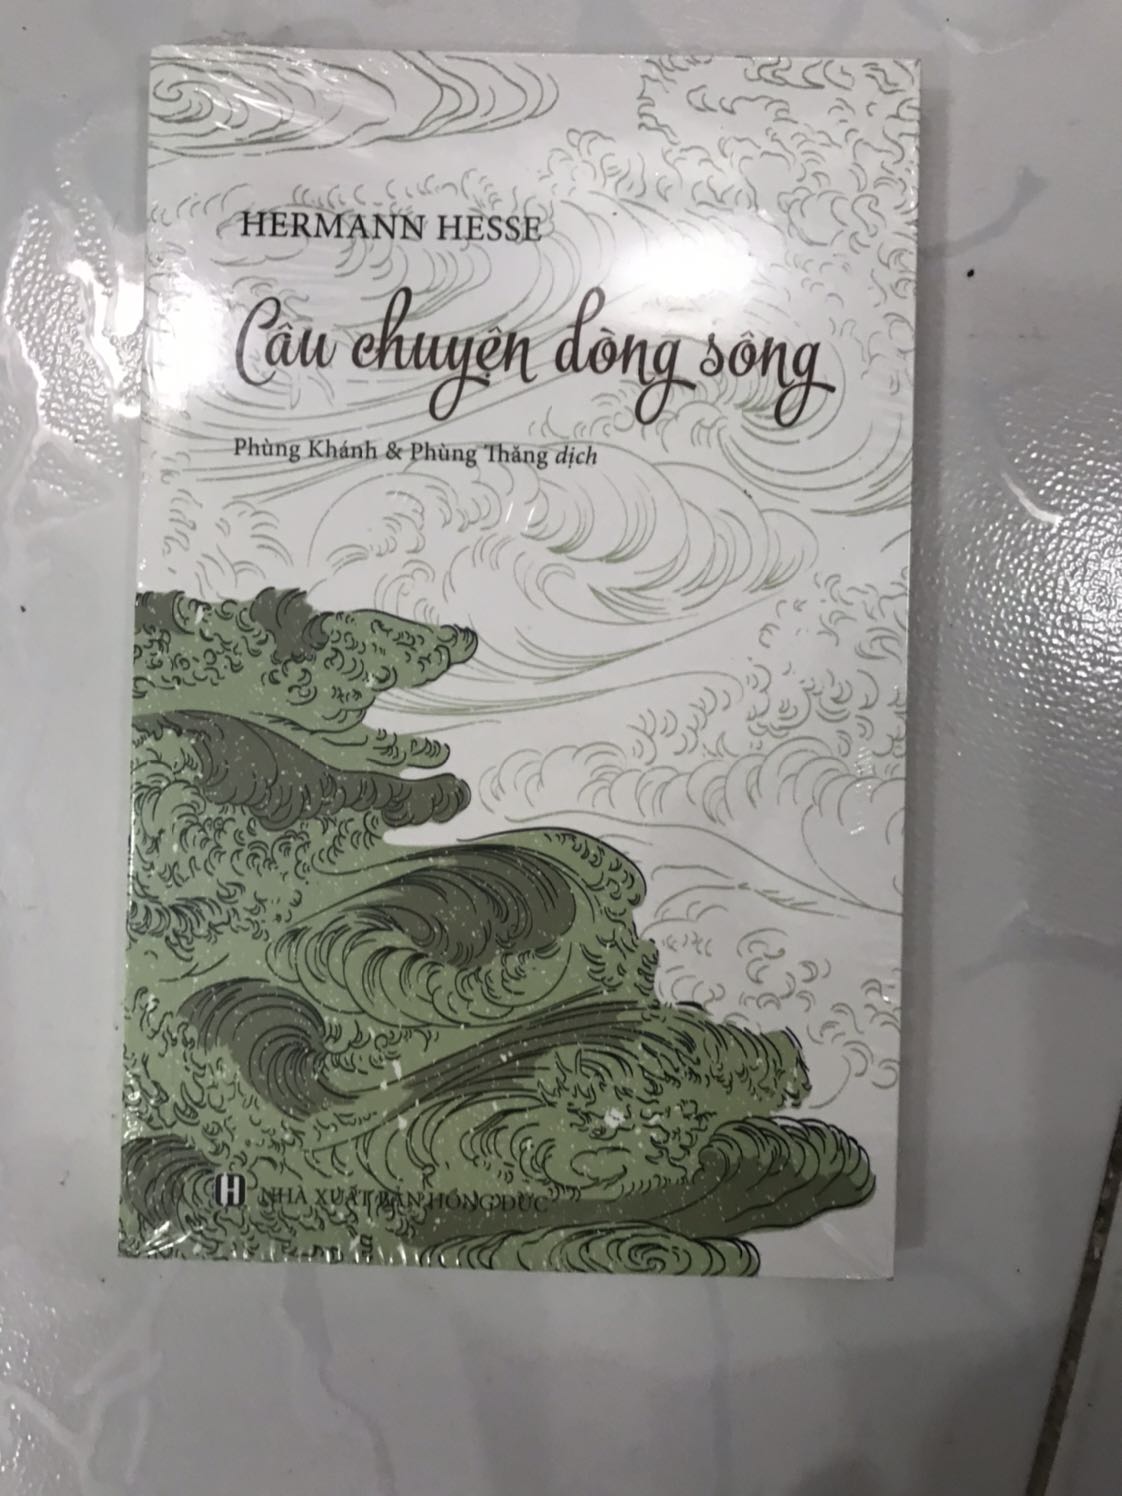 HERMANN HESSE
Câu chuyện dòng sông
Phùng Khánh & Phùng Thăng dịch
H NHÀ XUẤT BẢN HỒNG ĐỨC